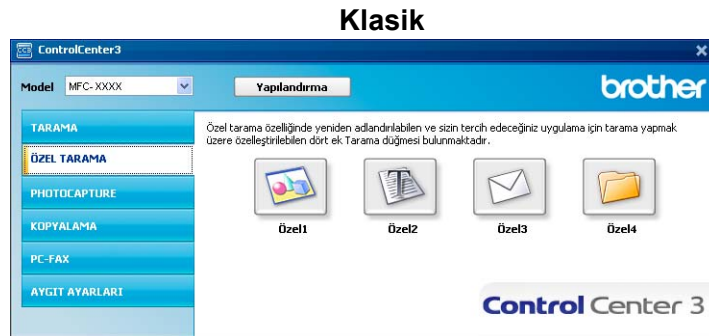 Klasik
ControlCenter3
Model MFC-XXXX Yapılandırma brother
TARAMA
ÖZEL TARAMA
PHOTOCAPTURE
KOPYALAMA
PC-FAX
AYGIT AYARLARI
Özel tarama özelliğinde yeniden adlandırılabilen ve sizin tercih edeceğiniz uygulama için tarama yapmak
üzere özelleştirilebilen dört ek Tarama düğmesi bulunmaktadır.
Özel1 Özel2 Özel3 Özel4
Control Center 3